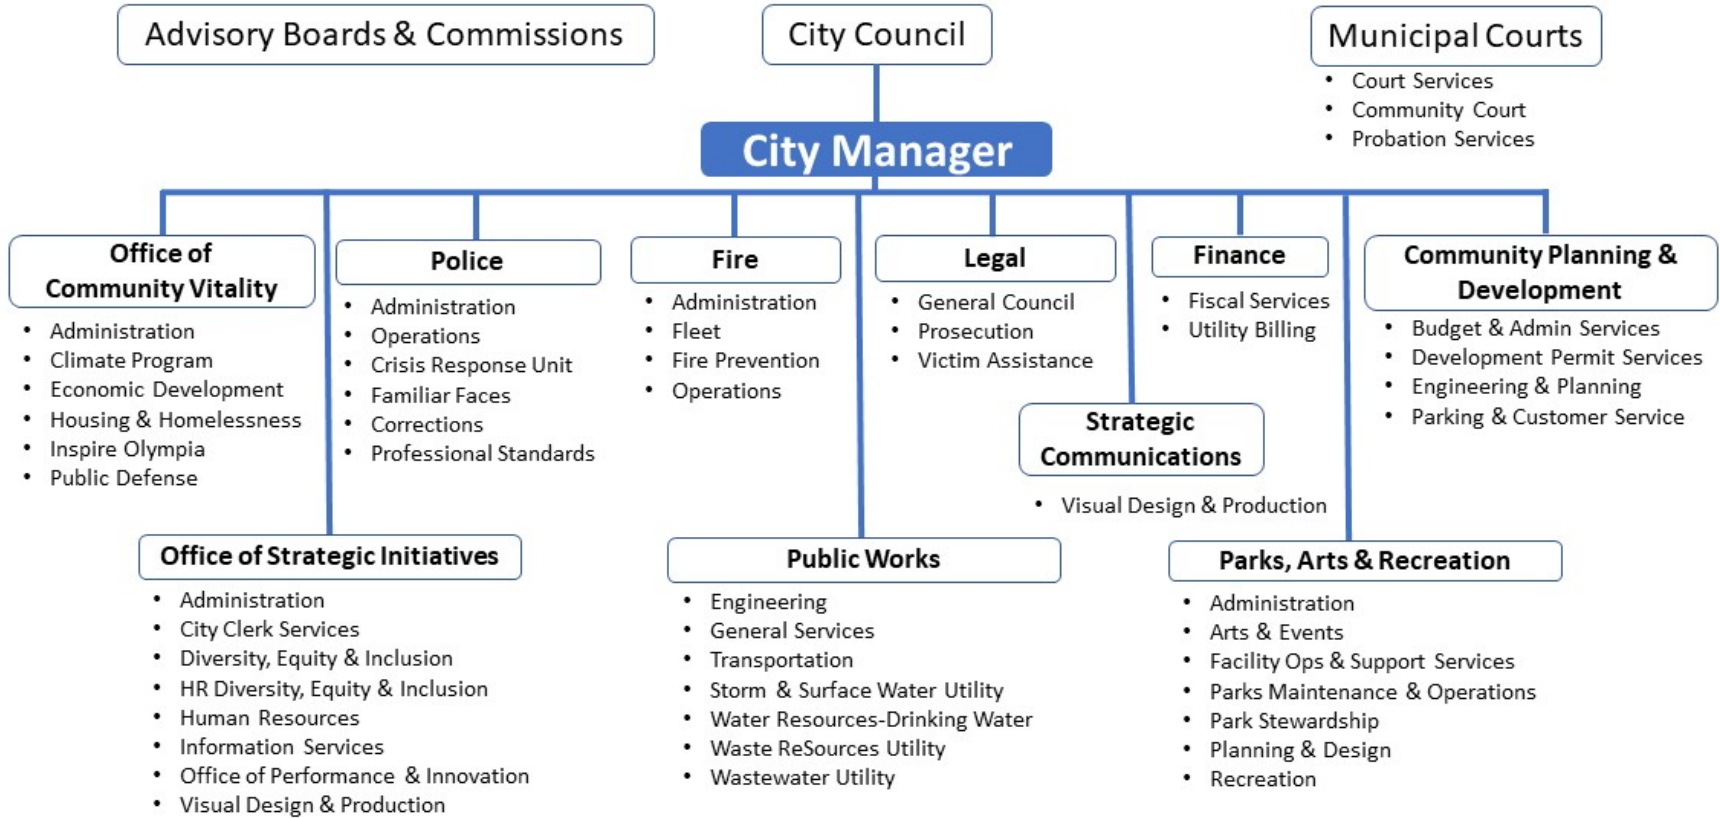 Advisory Boards & Commissions
City Council
Municipal Courts
• Court Services
• Community Court
• Probation Services
City Manager
Office of
Community Vitality
• Administration
• Climate Program
• Economic Development
• Housing & Homelessness
• Inspire Olympia
• Public Defense
Police
• Administration
• Operations
• Crisis Response Unit
• Familiar Faces
• Corrections
• Professional Standards
Fire
• Administration
• Fleet
• Fire Prevention
• Operations
Legal
• General Council
• Prosecution
• Victim Assistance
Finance
• Fiscal Services
• Utility Billing
Community Planning &
Development
• Budget & Admin Services
• Development Permit Services
• Engineering & Planning
• Parking & Customer Service
Strategic
Communications
• Visual Design & Production
Office of Strategic Initiatives
• Administration
• City Clerk Services
• Diversity, Equity & Inclusion
• HR Diversity, Equity & Inclusion
• Human Resources
• Information Services
• Office of Performance & Innovation
• Visual Design & Production
Public Works
• Engineering
• General Services
• Transportation
• Storm & Surface Water Utility
• Water Resources-Drinking Water
• Waste ReSources Utility
• Wastewater Utility
Parks, Arts & Recreation
• Administration
• Arts & Events
• Facility Ops & Support Services
• Parks Maintenance & Operations
• Park Stewardship
• Planning & Design
• Recreation